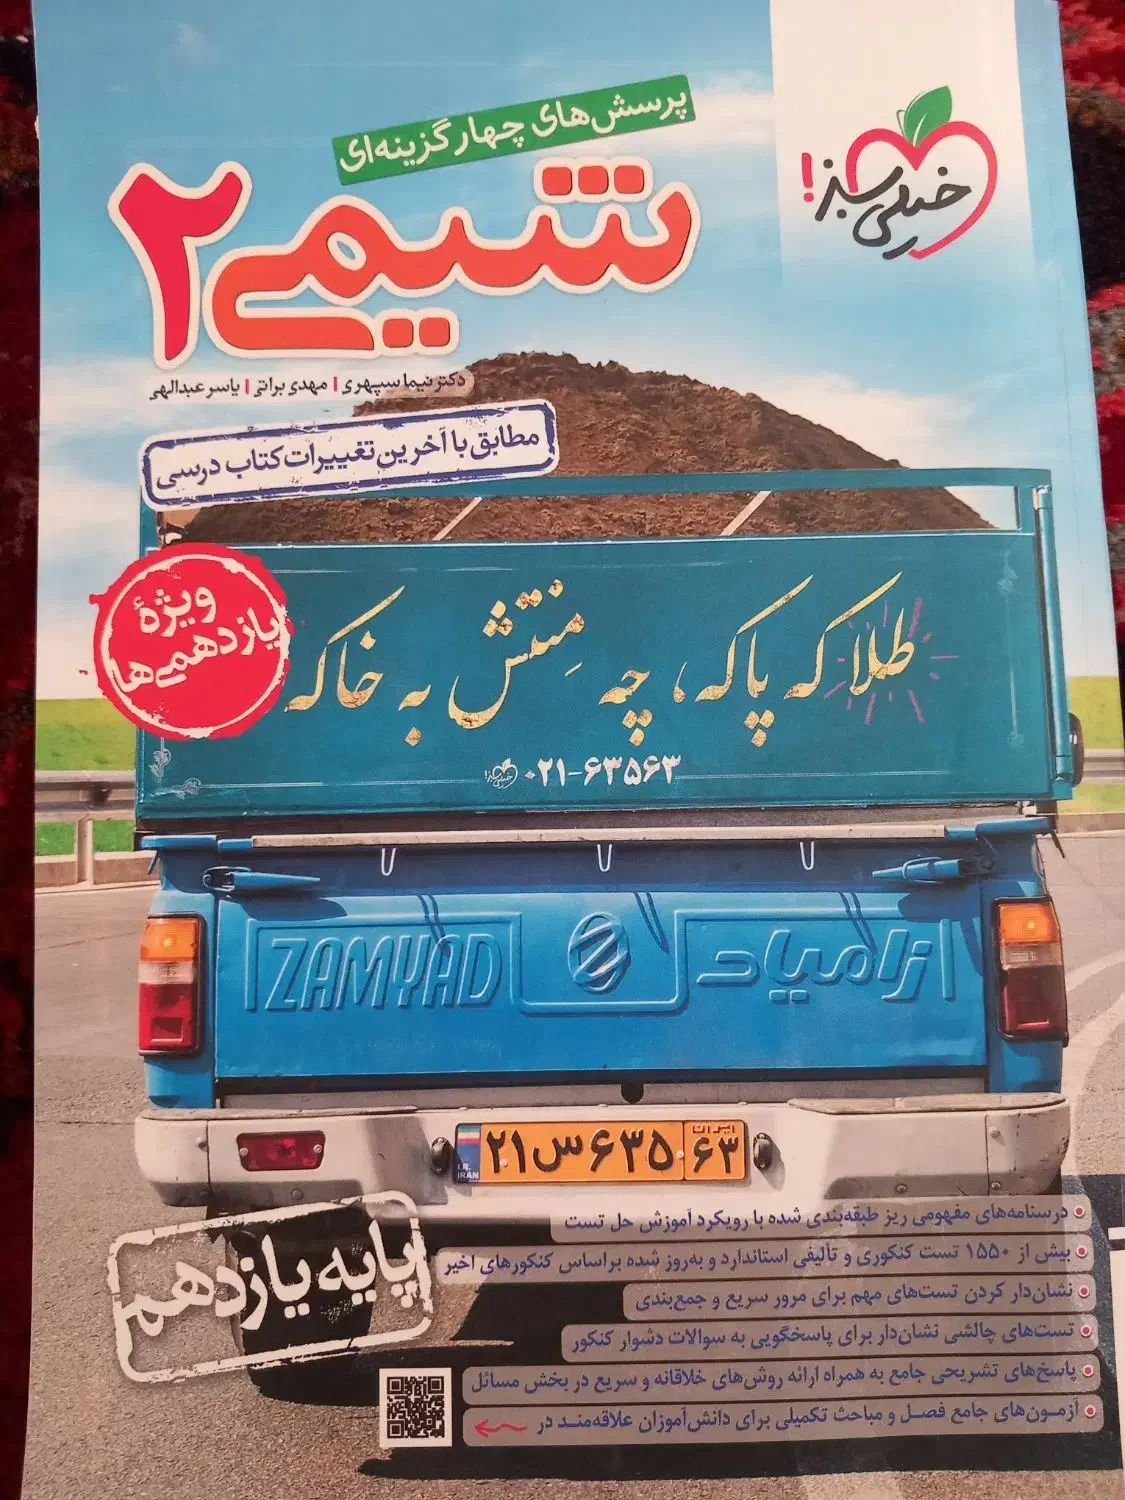 خیلی سبز!
پرسش‌های چهارگزینه‌ای
شیمی ۲
دکتر نیما سپهری | مهدی براتی | یاسر عبدالهی
مطابق با آخرین تغییرات کتاب درسی
ویژهٔ
یازدهمی‌ها
طلا که پاکه، چه منتش به خاکه
۰۲۱-۶۳۵۶۳ خیلی سبز!
ZAMYAD زامیاد
I.R. IRAN ۲۱س۶۳۵ ایران ۶۳
پایه یازدهم
درسنامه‌های مفهومی ریز طبقه‌بندی شده با رویکرد آموزش حل تست
بیش از ۱۵۵۰ تست کنکوری و تألیفی استاندارد و به‌روز شده براساس کنکورهای اخیر
نشان‌دار کردن تست‌های مهم برای مرور سریع و جمع‌بندی
تست‌های چالشی نشان‌دار برای پاسخگویی به سوالات دشوار کنکور
پاسخ‌های تشریحی جامع به همراه ارائه روش‌های خلاقانه و سریع در بخش مسائل
آزمون‌های جامع فصل و مباحث تکمیلی برای دانش‌آموزان علاقه‌مند در